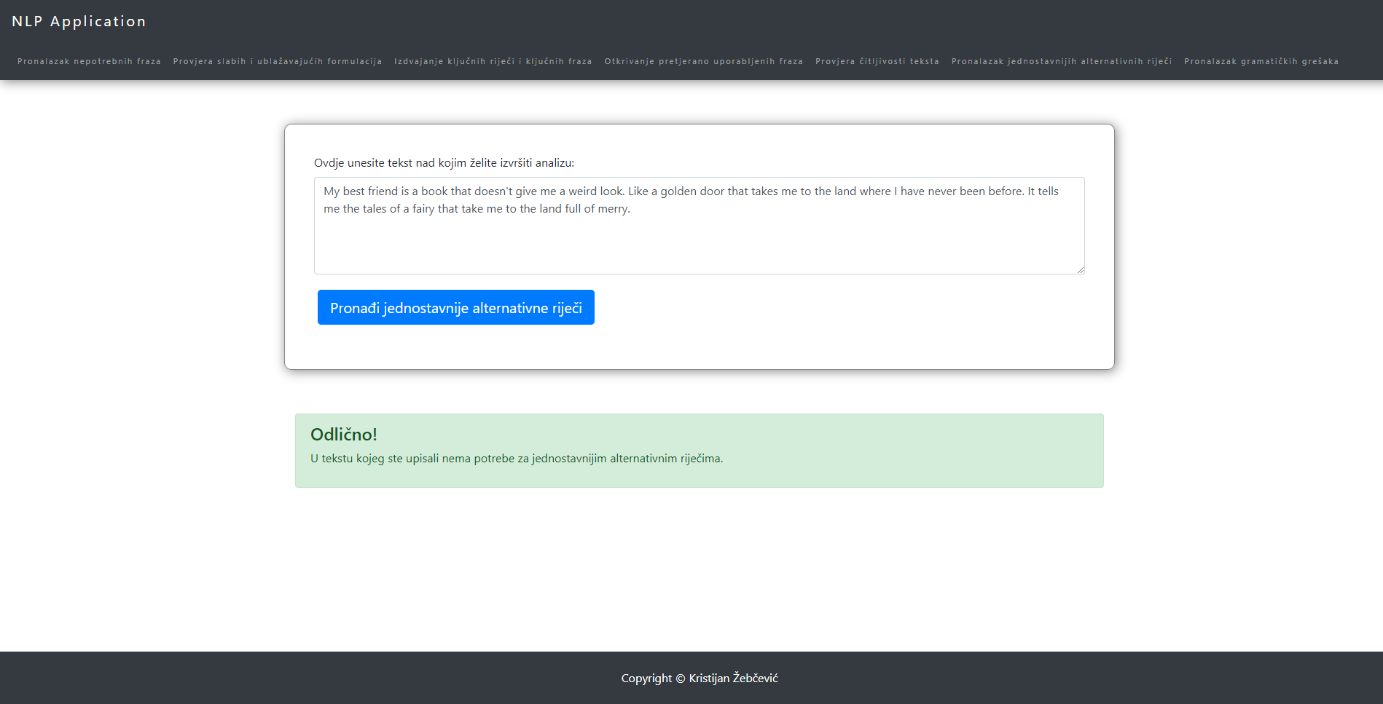 NLP Application
Pronalazak nepotrebnih fraza Provjera slabih i ublažavajućih formulacija Izdvajanje ključnih riječi i ključnih fraza Otkrivanje pretjerano uporabljenih fraza Provjera čitljivosti teksta Pronalazak jednostavnijih alternativnih riječi Pronalazak gramatičkih grešaka
Ovdje unesite tekst nad kojim želite izvršiti analizu:
My best friend is a book that doesn't give me a weird look. Like a golden door that takes me to the land where I have never been before. It tells
me the tales of a fairy that take me to the land full of merry.
Pronađi jednostavnije alternativne riječi
Odlično!
U tekstu kojeg ste upisali nema potrebe za jednostavnijim alternativnim riječima.
Copyright © Kristijan Žebčević